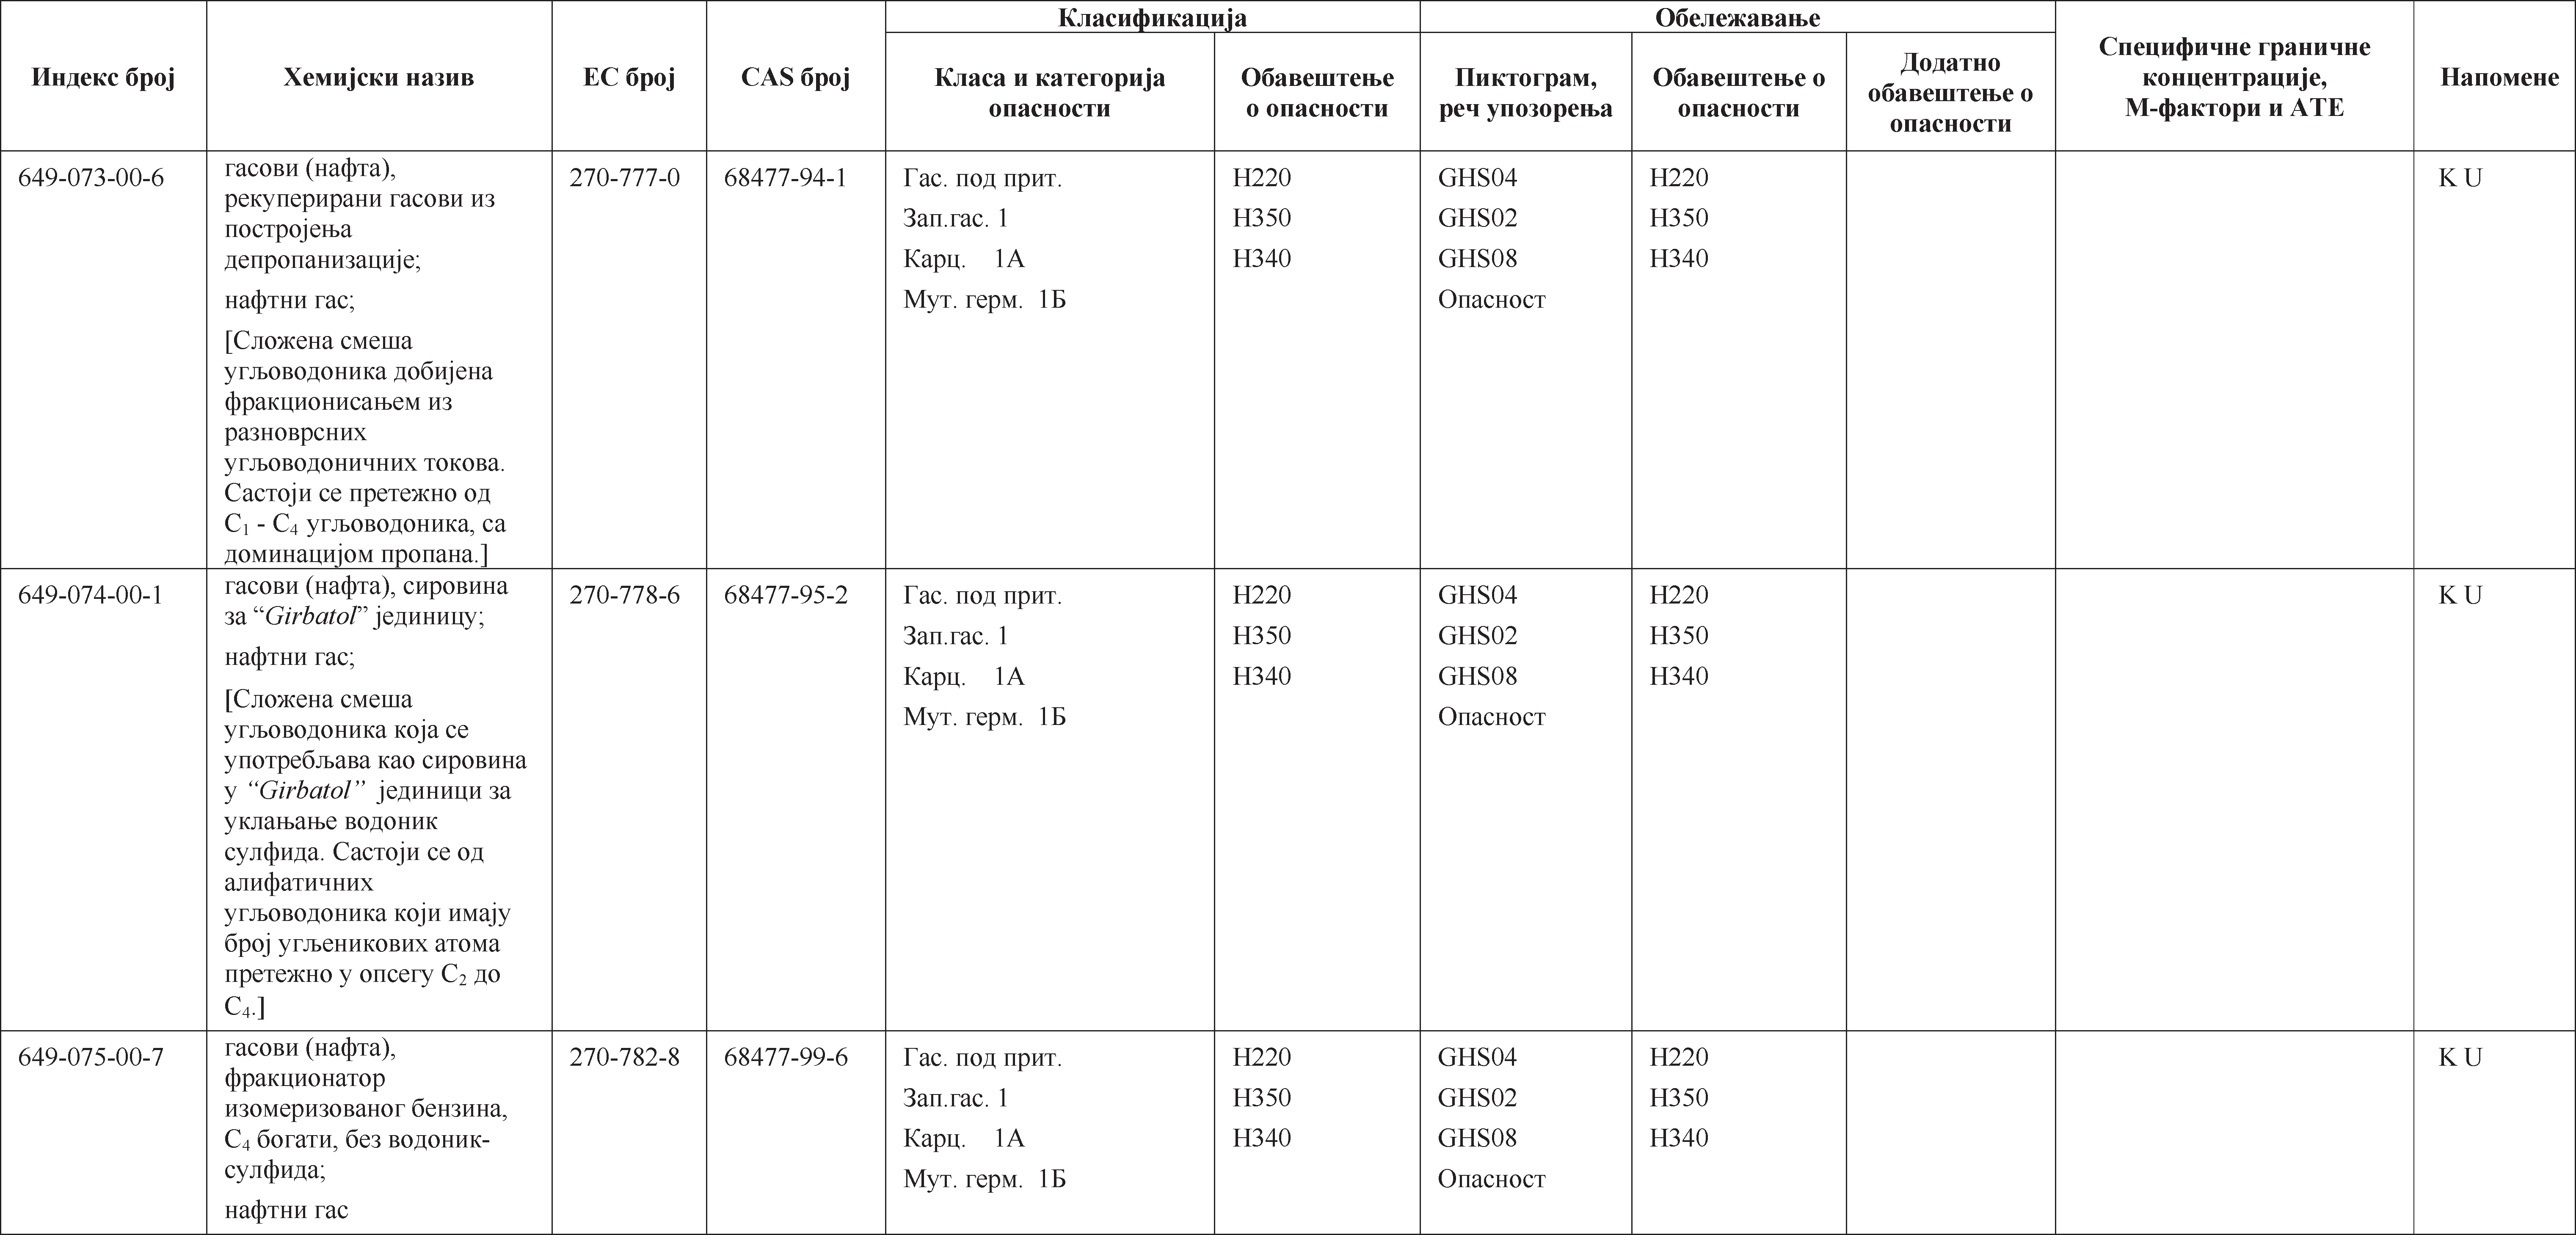 Класификација
Обележавање
Индекс број
Хемијски назив
ЕС број
CAS број
Класа и категорија
опасности
Обавештење
о опасности
Пиктограм,
реч упозорења
Обавештење о
опасности
Додатно
обавештење о
опасности
Специфичне граничне
концентрације,
М-фактори и АТЕ
Напомене
649-073-00-6
гасови (нафта),
рекуперирани гасови из
постројења
депропанизације;
нафтни гас;
[Сложена смеша
угљоводоника добијена
фракционисањем из
разноврсних
угљоводоничних токова.
Састоји се претежно од
C₁ - C₄ угљоводоника, са
доминацијом пропана.]
270-777-0
68477-94-1
Гас. под прит.
Зап.гас. 1
Карц. 1А
Мут. герм. 1Б
H220
H350
H340
GHS04
GHS02
GHS08
Опасност
H220
H350
H340
K U
649-074-00-1
гасови (нафта), сировина
за “Girbatol” јединицу;
нафтни гас;
[Сложена смеша
угљоводоника која се
употребљава као сировина
у “Girbatol” јединици за
уклањање водоник
сулфида. Састоји се од
алифатичних
угљоводоника који имају
број угљеникових атома
претежно у опсегу C₂ до
C₄.]
270-778-6
68477-95-2
Гас. под прит.
Зап.гас. 1
Карц. 1А
Мут. герм. 1Б
H220
H350
H340
GHS04
GHS02
GHS08
Опасност
H220
H350
H340
K U
649-075-00-7
гасови (нафта),
фракционатор
изомеризованог бензина,
C₄ богати, без водоник-
сулфида;
нафтни гас
270-782-8
68477-99-6
Гас. под прит.
Зап.гас. 1
Карц. 1А
Мут. герм. 1Б
H220
H350
H340
GHS04
GHS02
GHS08
Опасност
H220
H350
H340
K U